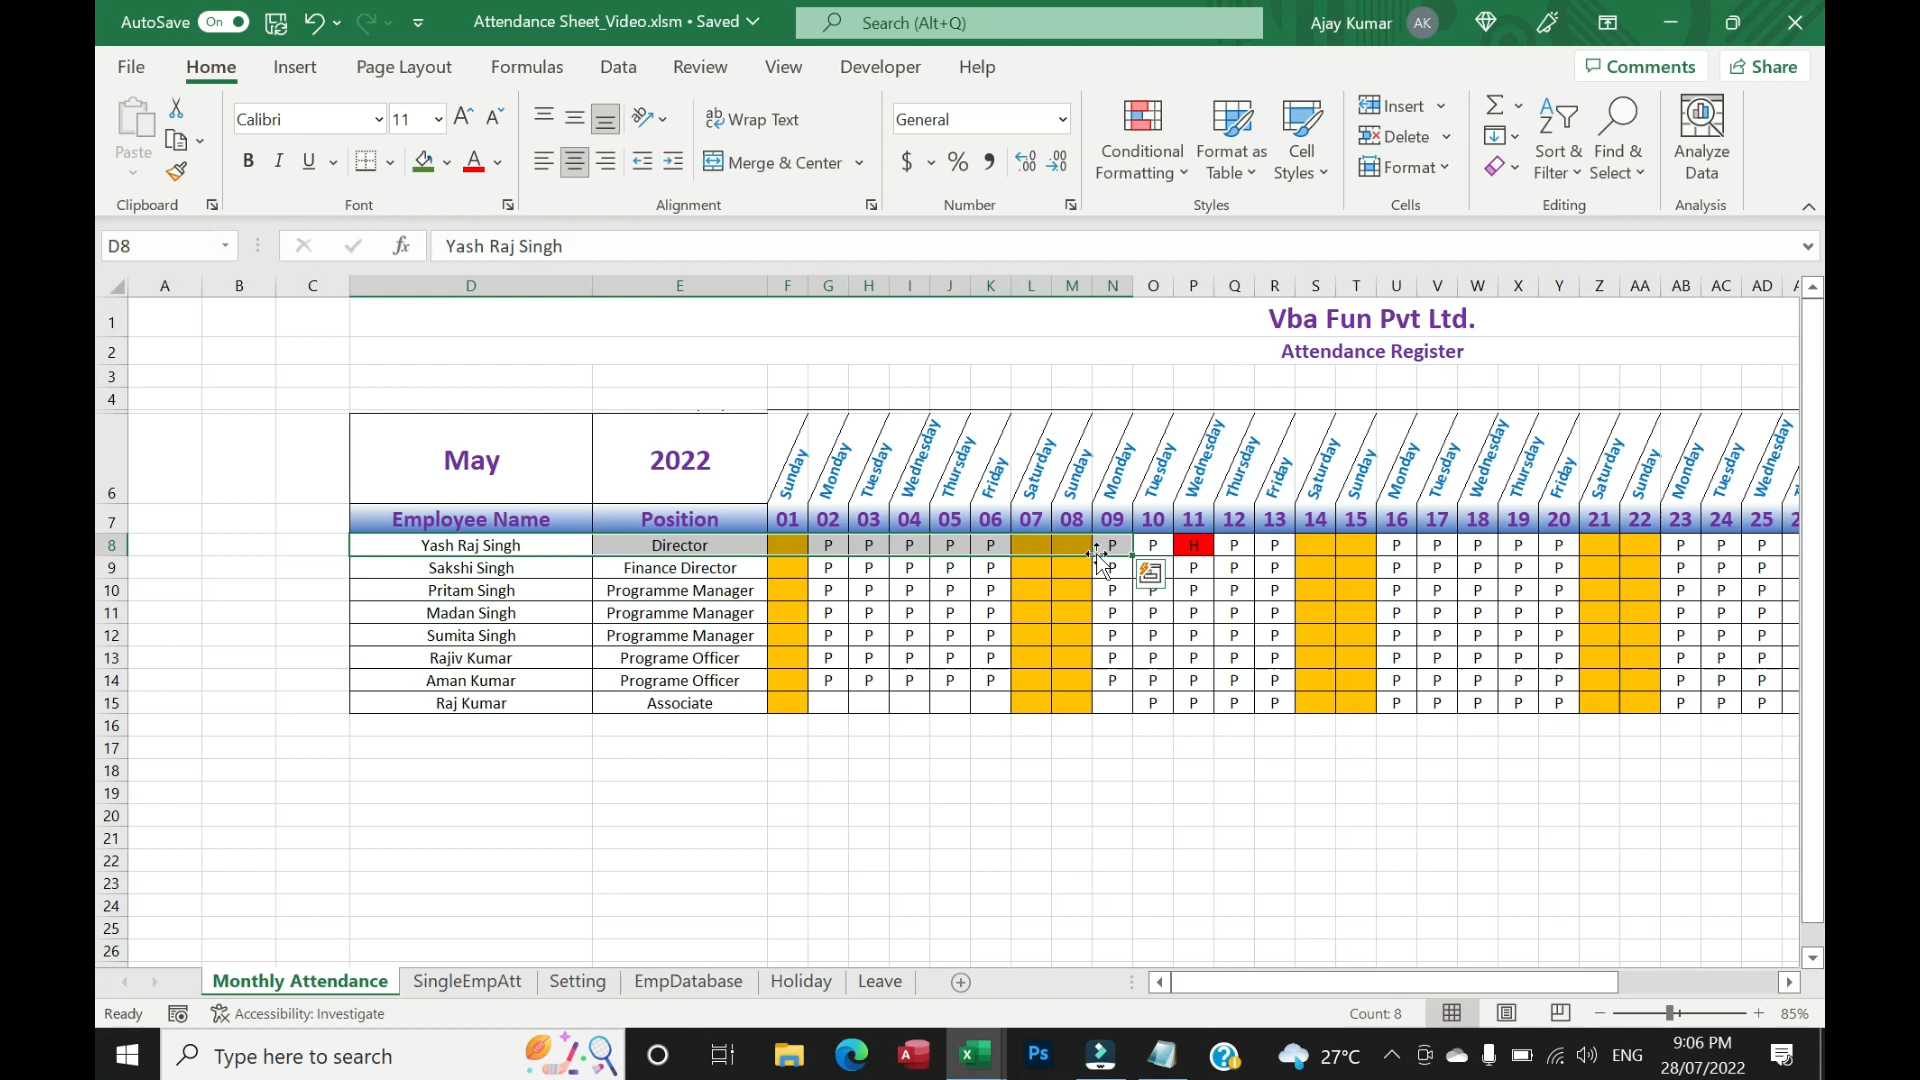 AutoSave On Attendance Sheet_Video.xlsm • Saved Search (Alt+Q) Ajay Kumar AK
File Home Insert Page Layout Formulas Data Review View Developer Help Comments Share
Paste Calibri 11 B I U A Wrap Text Merge & Center General $ % Conditional Formatting Format as Table Cell Styles Insert Delete Format Sort & Filter Find & Select Analyze Data
Clipboard Font Alignment Number Styles Cells Editing Analysis
D8 fx Yash Raj Singh
A B C D E F G H I J K L M N O P Q R S T U V W X Y Z AA AB AC AD
1 Vba Fun Pvt Ltd.
2 Attendance Register
3
4
6 May 2022 Sunday Monday Tuesday Wednesday Thursday Friday Saturday Sunday Monday Tuesday Wednesday Thursday Friday Saturday Sunday Monday Tuesday Wednesday Thursday Friday Saturday Sunday Monday Tuesday Wednesday
7 Employee Name Position 01 02 03 04 05 06 07 08 09 10 11 12 13 14 15 16 17 18 19 20 21 22 23 24 25 2
8 Yash Raj Singh Director P P P P P P P H P P P P P P P P P P
9 Sakshi Singh Finance Director P P P P P P P P P P P P P P P P
10 Pritam Singh Programme Manager P P P P P P P P P P P P P P P P P P
11 Madan Singh Programme Manager P P P P P P P P P P P P P P P P P P
12 Sumita Singh Programme Manager P P P P P P P P P P P P P P P P P P
13 Rajiv Kumar Programe Officer P P P P P P P P P P P P P P P P P P
14 Aman Kumar Programe Officer P P P P P P P P P P P P P P P P P P
15 Raj Kumar Associate P P P P P P P P P P P P
16
17
18
19
20
21
22
23
24
25
26
Monthly Attendance SingleEmpAtt Setting EmpDatabase Holiday Leave
Ready Accessibility: Investigate Count: 8 85%
Type here to search 27°C ENG 9:06 PM
28/07/2022